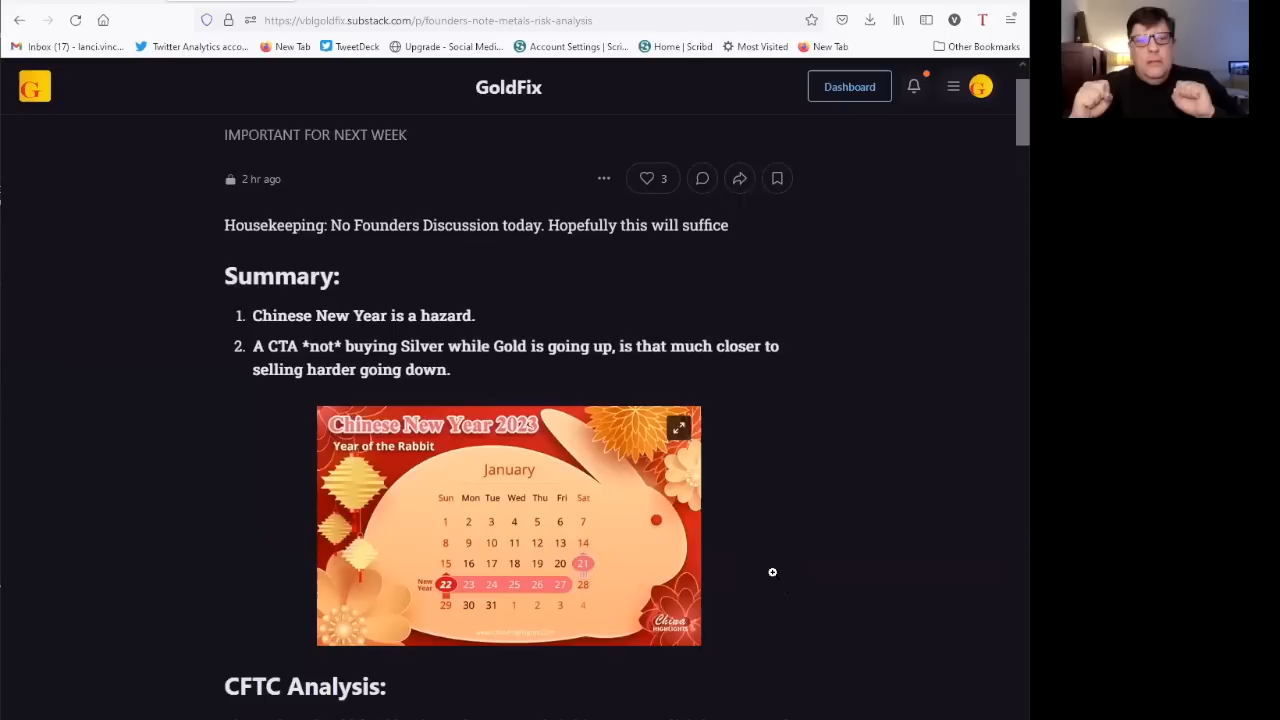 https://vblgoldfix.substack.com/p/founders-note-metals-risk-analysis
Inbox (17) - lanci.vinc...
Twitter Analytics acco...
New Tab
TweetDeck
Upgrade - Social Medi...
Account Settings | Scri...
Home | Scribd
Most Visited
New Tab
Other Bookmarks
G
GoldFix
Dashboard
G
IMPORTANT FOR NEXT WEEK
2 hr ago
3
Housekeeping: No Founders Discussion today. Hopefully this will suffice
Summary:
1. Chinese New Year is a hazard.
2. A CTA *not* buying Silver while Gold is going up, is that much closer to
selling harder going down.
Chinese New Year 2023
Year of the Rabbit
January
Sun Mon Tue Wed Thu Fri Sat
1 2 3 4 5 6 7
8 9 10 11 12 13 14
15 16 17 18 19 20 21
New Year 22 23 24 25 26 27 28
29 30 31 1 2 3 4
China
HIGHLIGHTS
CFTC Analysis: